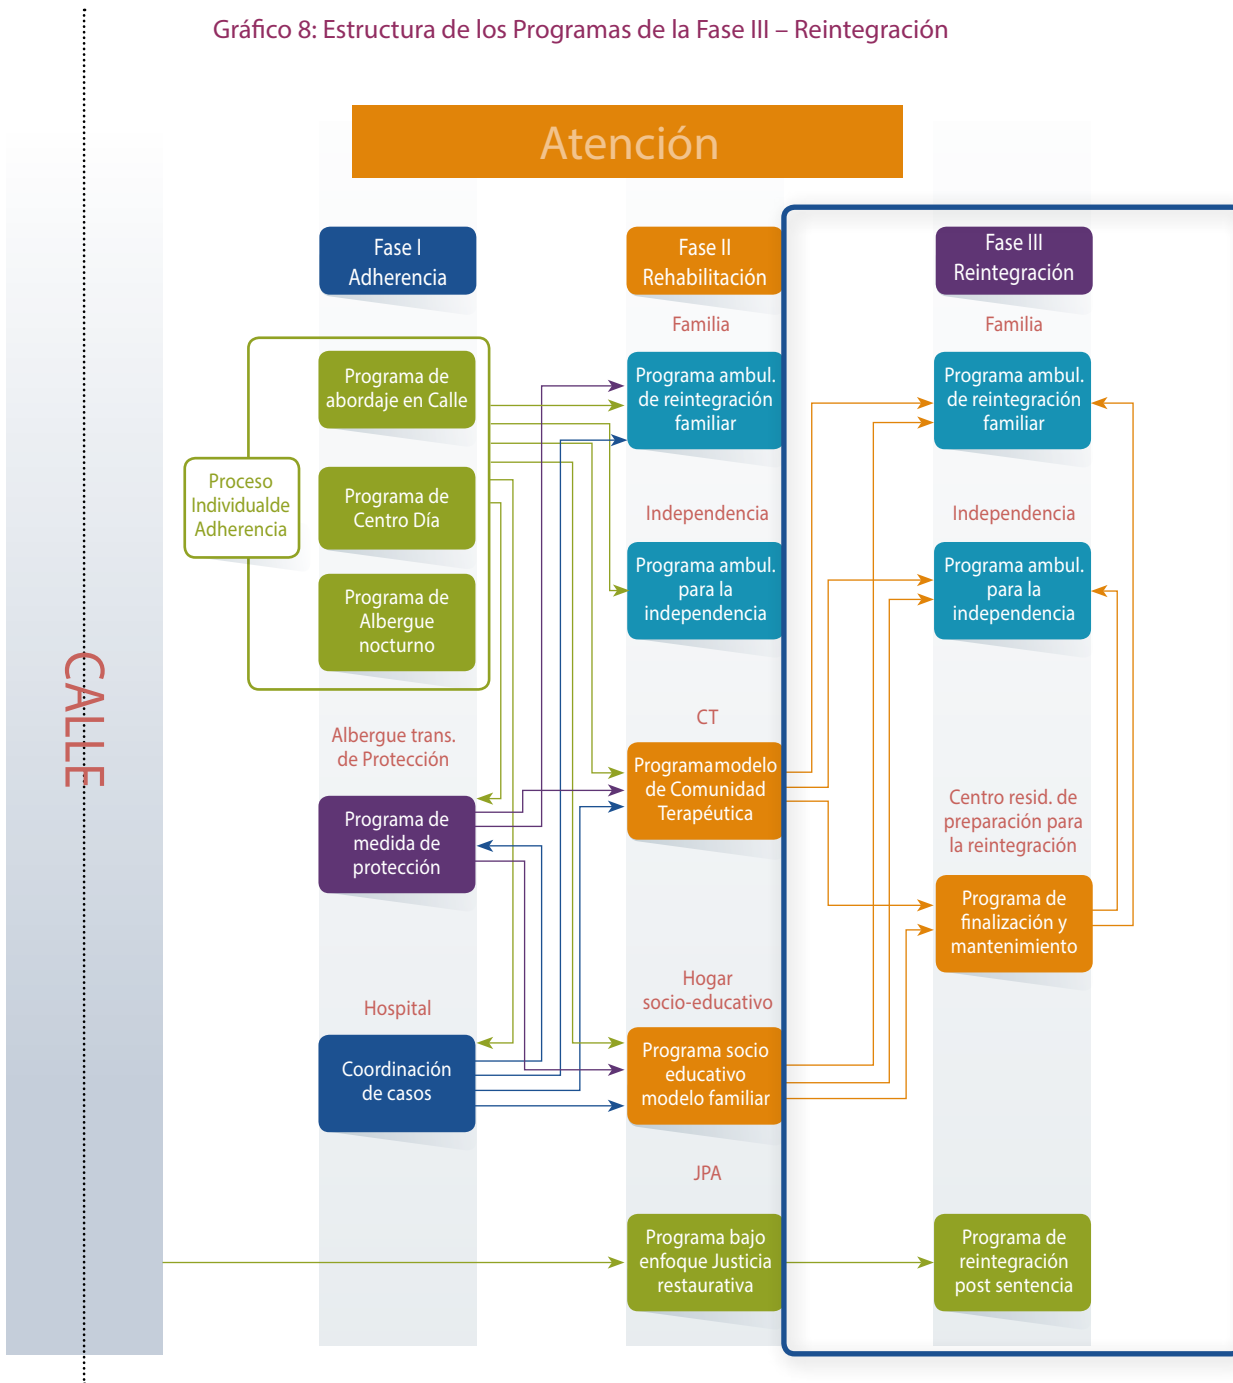 Gráfico 8: Estructura de los Programas de la Fase III – Reintegración
Atención
CALLE
Fase I
Adherencia
Proceso
Individualde
Adherencia
Programa de
abordaje en Calle
Programa de
Centro Día
Programa de
Albergue
nocturno
Albergue trans.
de Protección
Programa de
medida de
protección
Hospital
Coordinación
de casos
Fase II
Rehabilitación
Familia
Programa ambul.
de reintegración
familiar
Independencia
Programa ambul.
para la
independencia
CT
Programa modelo
de Comunidad
Terapéutica
Hogar
socio-educativo
Programa socio
educativo
modelo familiar
JPA
Programa bajo
enfoque Justicia
restaurativa
Fase III
Reintegración
Familia
Programa ambul.
de reintegración
familiar
Independencia
Programa ambul.
para la
independencia
Centro resid. de
preparación para
la reintegración
Programa de
finalización y
mantenimiento
Programa de
reintegración
post sentencia